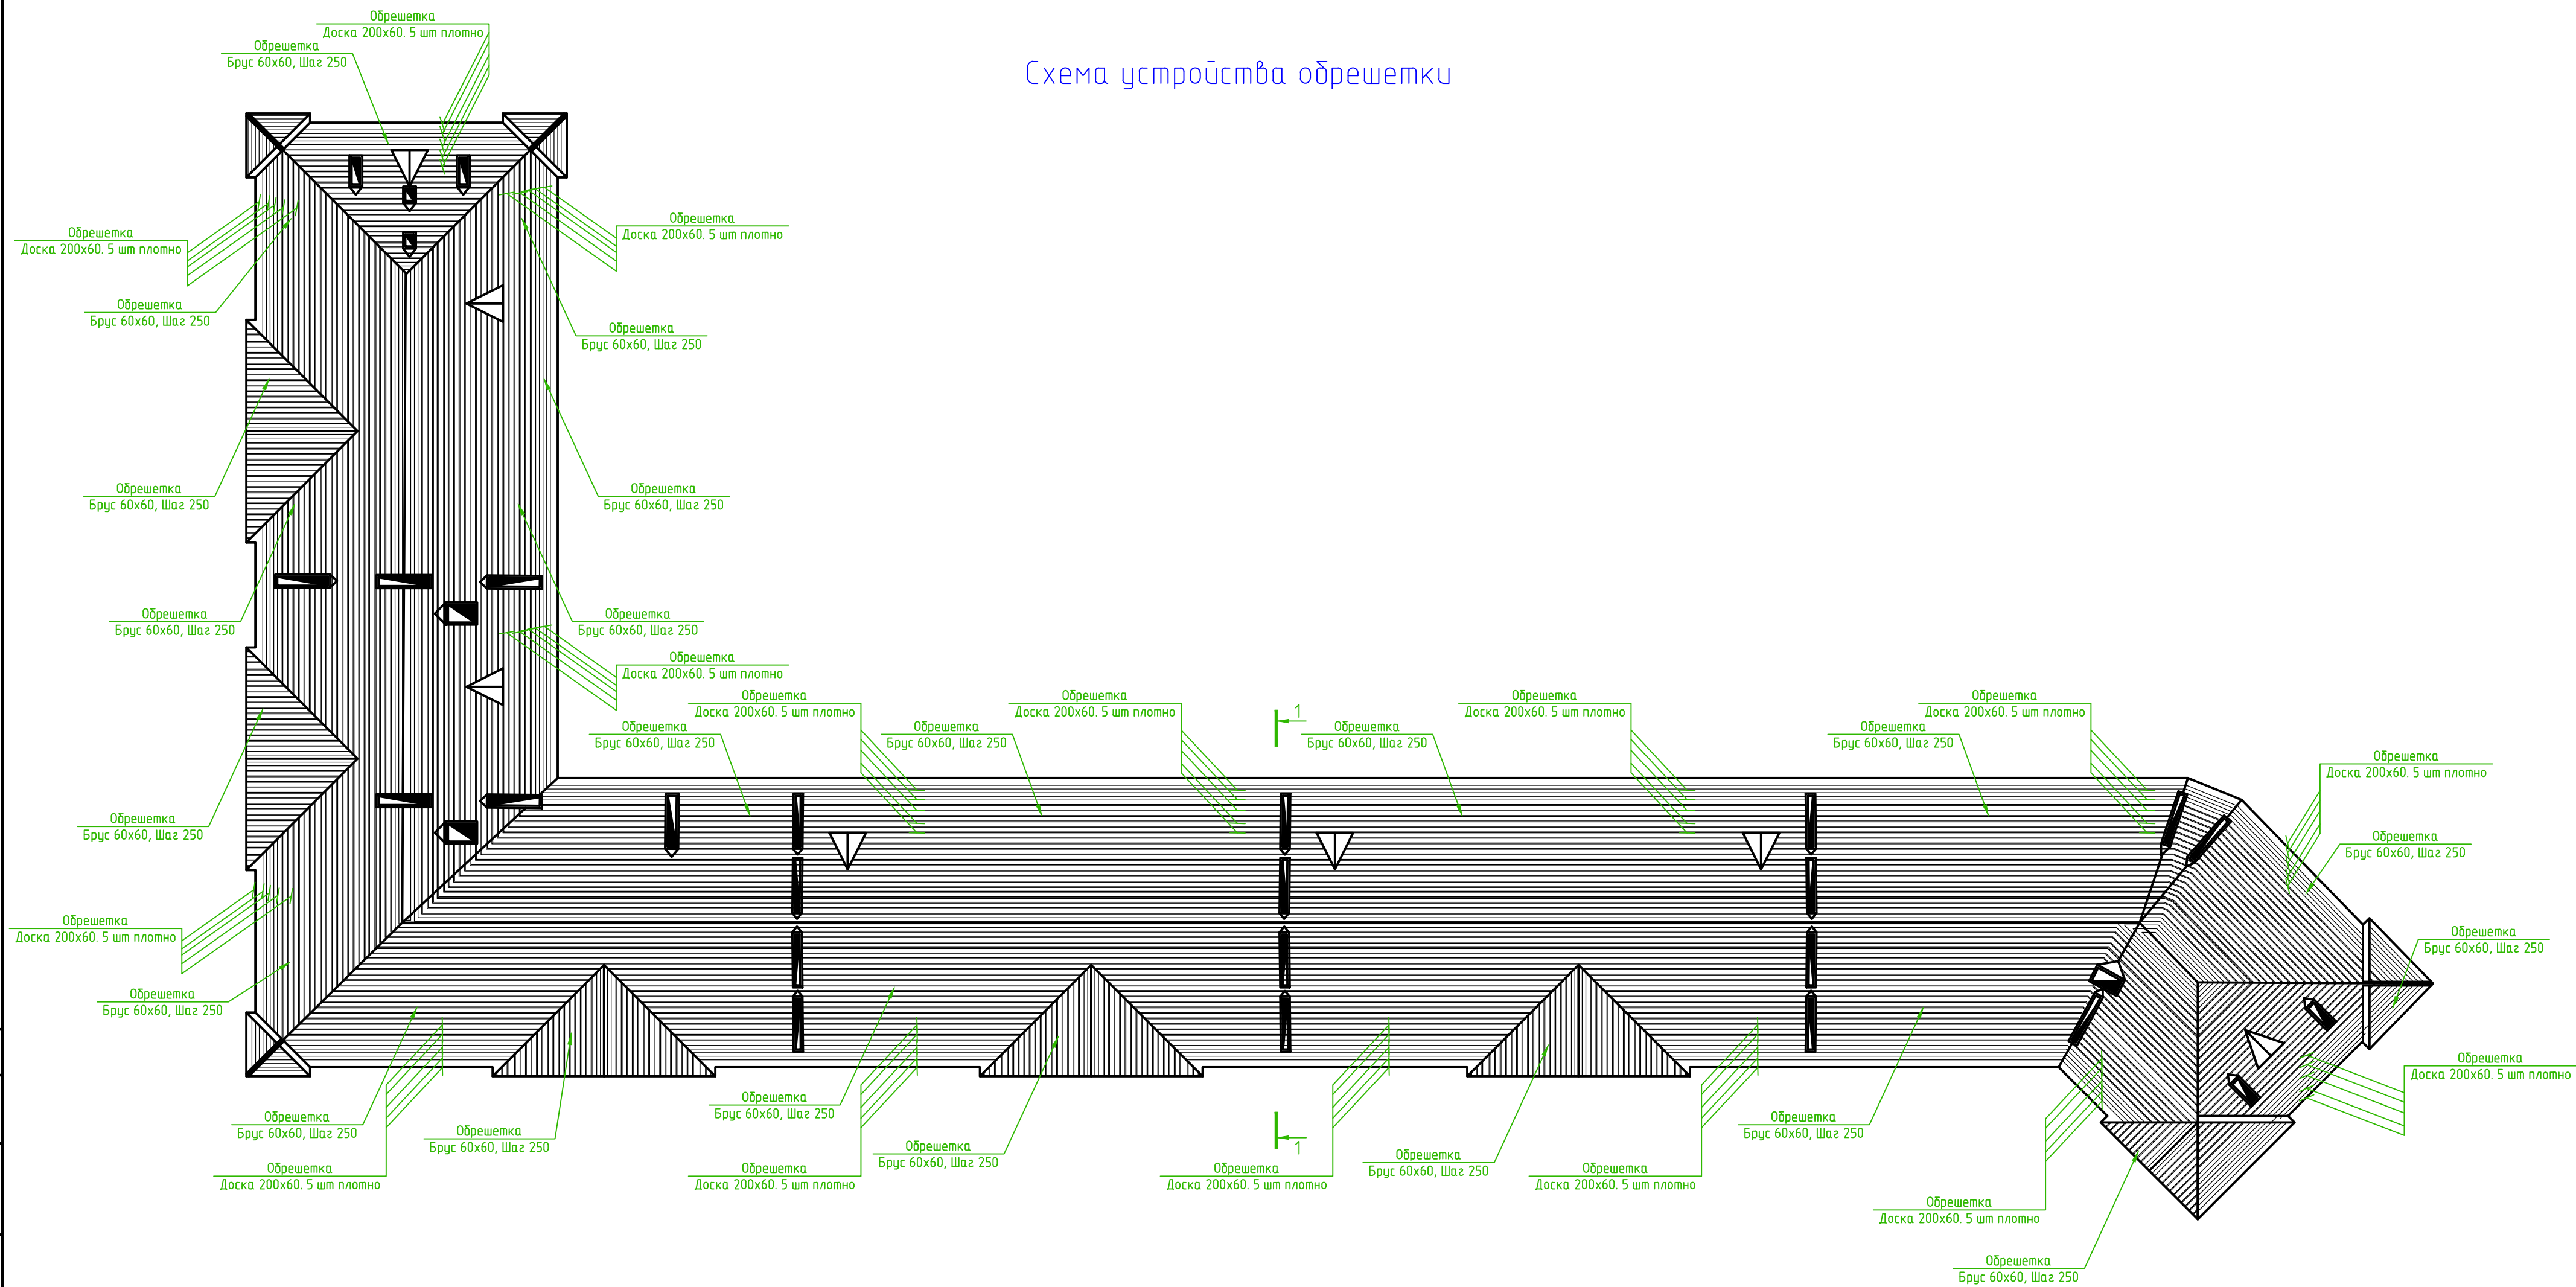 Обрешетка
Доска 200х60. 5 шт плотно
Обрешетка
Брус 60х60, Шаг 250
Схема устройства обрешетки
Обрешетка
Доска 200х60. 5 шт плотно
Обрешетка
Доска 200х60. 5 шт плотно
Обрешетка
Брус 60х60, Шаг 250
Обрешетка
Брус 60х60, Шаг 250
Обрешетка
Брус 60х60, Шаг 250
Обрешетка
Брус 60х60, Шаг 250
Обрешетка
Брус 60х60, Шаг 250
Обрешетка
Брус 60х60, Шаг 250
Обрешетка
Доска 200х60. 5 шт плотно
Обрешетка
Доска 200х60. 5 шт плотно
Обрешетка
Доска 200х60. 5 шт плотно
Обрешетка
Доска 200х60. 5 шт плотно
Обрешетка
Доска 200х60. 5 шт плотно
1
Обрешетка
Брус 60х60, Шаг 250
Обрешетка
Брус 60х60, Шаг 250
Обрешетка
Брус 60х60, Шаг 250
Обрешетка
Брус 60х60, Шаг 250
Обрешетка
Доска 200х60. 5 шт плотно
Обрешетка
Брус 60х60, Шаг 250
Обрешетка
Брус 60х60, Шаг 250
Обрешетка
Доска 200х60. 5 шт плотно
Обрешетка
Брус 60х60, Шаг 250
Обрешетка
Брус 60х60, Шаг 250
Обрешетка
Доска 200х60. 5 шт плотно
Обрешетка
Брус 60х60, Шаг 250
Обрешетка
Брус 60х60, Шаг 250
Обрешетка
Брус 60х60, Шаг 250
Обрешетка
Брус 60х60, Шаг 250
Обрешетка
Брус 60х60, Шаг 250
1
Обрешетка
Брус 60х60, Шаг 250
Обрешетка
Доска 200х60. 5 шт плотно
Обрешетка
Доска 200х60. 5 шт плотно
Обрешетка
Доска 200х60. 5 шт плотно
Обрешетка
Доска 200х60. 5 шт плотно
Обрешетка
Доска 200х60. 5 шт плотно
Обрешетка
Брус 60х60, Шаг 250